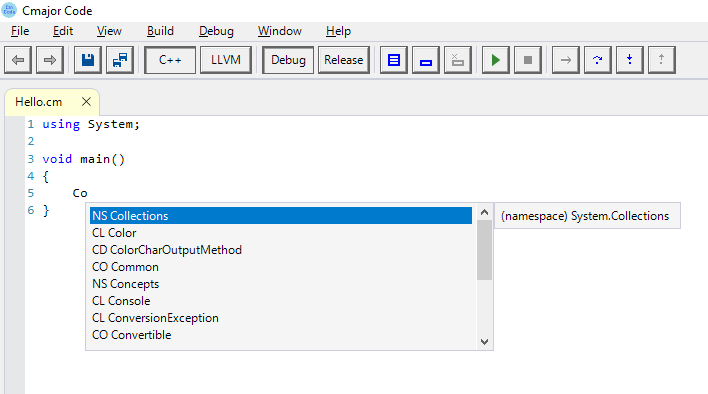 Cm Code Cmajor Code
File Edit View Build Debug Window Help
C++ LLVM Debug Release
Hello.cm
1 using System;
2
3 void main()
4 {
5 Co
6 }
NS Collections (namespace) System.Collections
CL Color
CD ColorCharOutputMethod
CO Common
NS Concepts
CL Console
CL ConversionException
CO Convertible